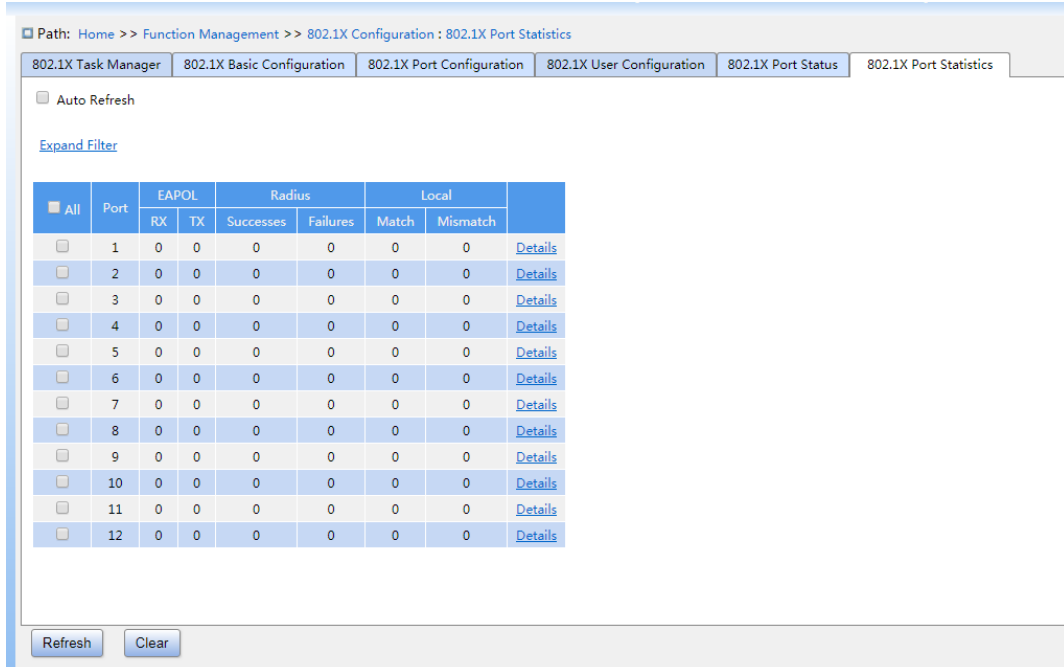 Path: Home >> Function Management >> 802.1X Configuration : 802.1X Port Statistics
802.1X Task Manager 802.1X Basic Configuration 802.1X Port Configuration 802.1X User Configuration 802.1X Port Status 802.1X Port Statistics
Auto Refresh
Expand Filter
All Port EAPOL Radius Local
RX TX Successes Failures Match Mismatch
1 0 0 0 0 0 0 Details
2 0 0 0 0 0 0 Details
3 0 0 0 0 0 0 Details
4 0 0 0 0 0 0 Details
5 0 0 0 0 0 0 Details
6 0 0 0 0 0 0 Details
7 0 0 0 0 0 0 Details
8 0 0 0 0 0 0 Details
9 0 0 0 0 0 0 Details
10 0 0 0 0 0 0 Details
11 0 0 0 0 0 0 Details
12 0 0 0 0 0 0 Details
Refresh Clear